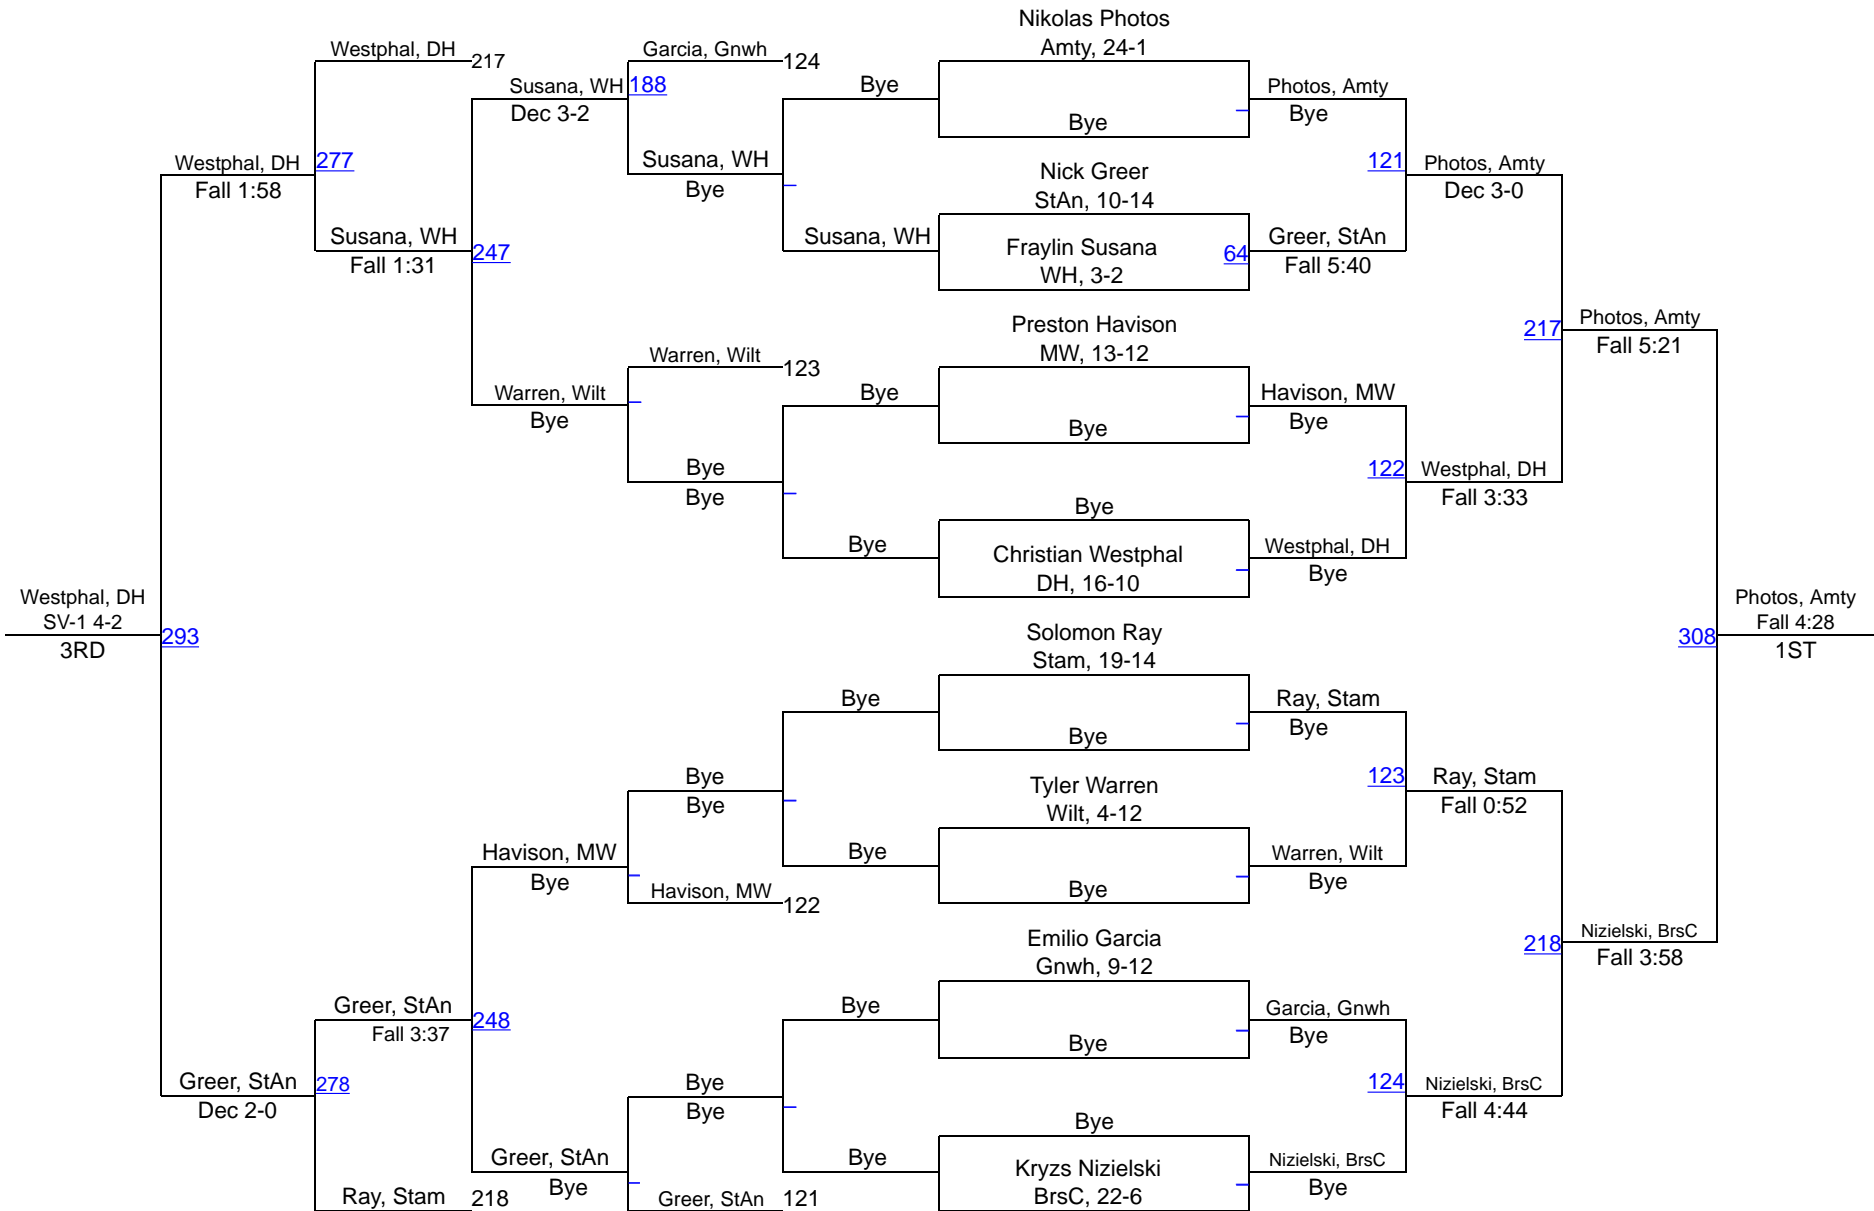 Nikolas Photos
Amty, 24-1
Bye
Nick Greer
StAn, 10-14
Fraylin Susana
WH, 3-2
64
Preston Havison
MW, 13-12
Bye
Bye
Christian Westphal
DH, 16-10
Solomon Ray
Stam, 19-14
Bye
Tyler Warren
Wilt, 4-12
Bye
Emilio Garcia
Gnwh, 9-12
Bye
Bye
Kryzs Nizielski
BrsC, 22-6
Photos, Amty
Bye
Greer, StAn
Fall 5:40
Havison, MW
Bye
Westphal, DH
Bye
Ray, Stam
Bye
Warren, Wilt
Bye
Garcia, Gnwh
Bye
Nizielski, BrsC
Bye
121
Photos, Amty
Dec 3-0
122
Westphal, DH
Fall 3:33
123
Ray, Stam
Fall 0:52
124
Nizielski, BrsC
Fall 4:44
217
Photos, Amty
Fall 5:21
218
Nizielski, BrsC
Fall 3:58
308
Photos, Amty
Fall 4:28
1ST
Bye
Susana, WH
Bye
Bye
Bye
Bye
Bye
Bye
Garcia, Gnwh
124
Susana, WH
Bye
Warren, Wilt
123
Bye
Bye
Bye
Bye
Havison, MW
122
Bye
Bye
Greer, StAn
121
Susana, WH
188
Dec 3-2
Warren, Wilt
Bye
Havison, MW
Bye
Greer, StAn
Bye
Westphal, DH
217
Susana, WH
247
Fall 1:31
Greer, StAn
248
Fall 3:37
Ray, Stam
218
Westphal, DH
277
Fall 1:58
Greer, StAn
278
Dec 2-0
Westphal, DH
SV-1 4-2
293
3RD